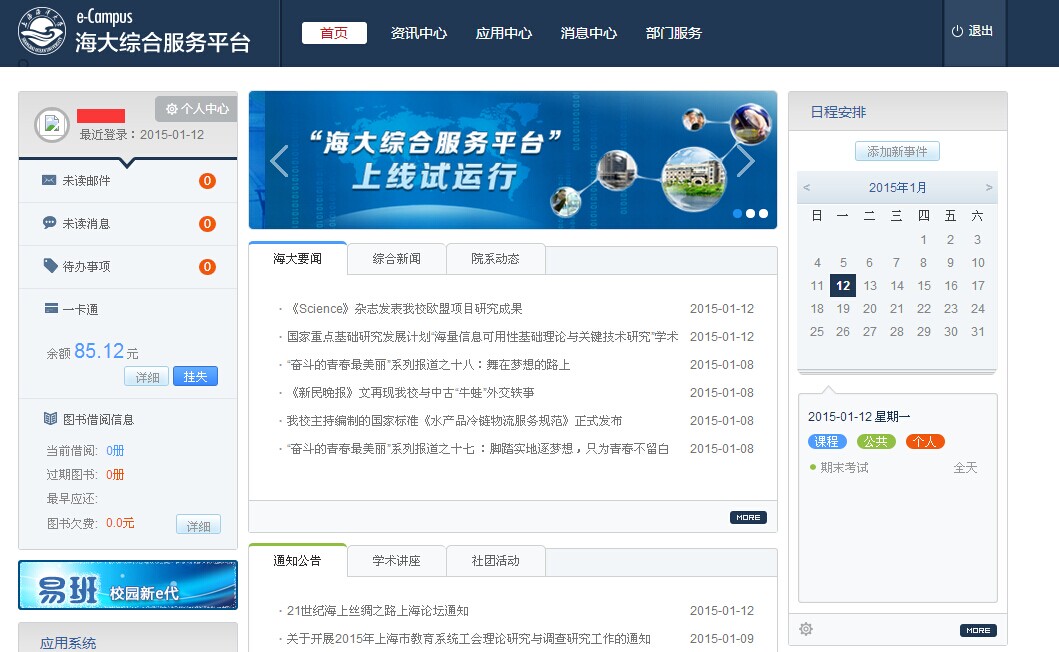 e-Campus
海大综合服务平台
首页 资讯中心 应用中心 消息中心 部门服务 退出
个人中心
最近登录：2015-01-12
未读邮件 0
未读消息 0
待办事项 0
一卡通
余额 85.12元
详细 挂失
图书借阅信息
当前借阅: 0册
过期图书: 0册
最早应还:
图书欠费: 0.0元 详细
易班 校园新e代
应用系统
“海大综合服务平台”
上线试运行
海大要闻 综合新闻 院系动态
· 《Science》杂志发表我校欧盟项目研究成果 2015-01-12
· 国家重点基础研究发展计划“海量信息可用性基础理论与关键技术研究”学术 2015-01-12
· “奋斗的青春最美丽”系列报道之十八：舞在梦想的路上 2015-01-08
· 《新民晚报》文再现我校与中古“牛蛙”外交轶事 2015-01-08
· 我校主持编制的国家标准《水产品冷链物流服务规范》正式发布 2015-01-08
· “奋斗的青春最美丽”系列报道之十七 ：脚踏实地逐梦想，只为青春不留白 2015-01-08
MORE
通知公告 学术讲座 社团活动
· 21世纪海上丝绸之路上海论坛通知 2015-01-12
· 关于开展2015年上海市教育系统工会理论研究与调查研究工作的通知 2015-01-09
日程安排
添加新事件
< 2015年1月 >
日 一 二 三 四 五 六
1 2 3
4 5 6 7 8 9 10
11 12 13 14 15 16 17
18 19 20 21 22 23 24
25 26 27 28 29 30 31
2015-01-12 星期一
课程 公共 个人
期末考试 全天
MORE